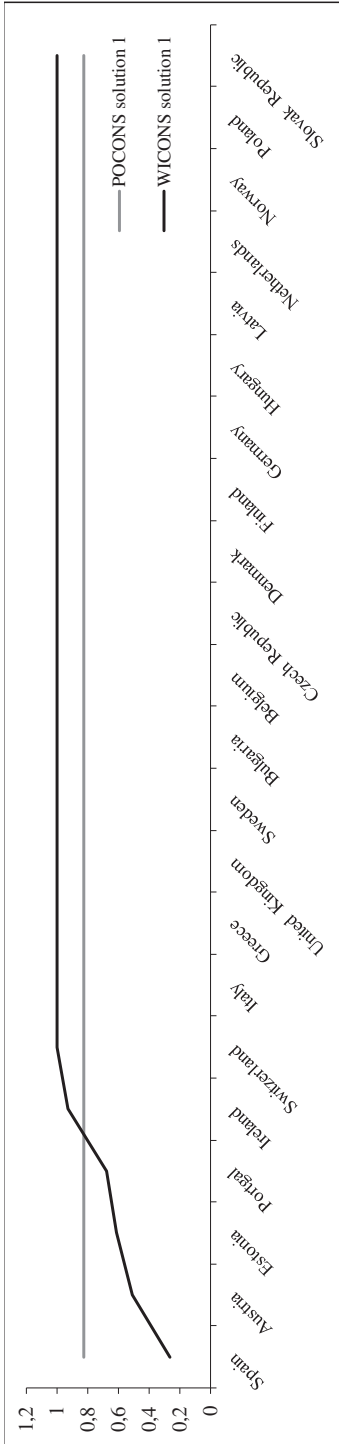 1,2
1
0,8
0,6
0,4
0,2
0
POCONS solution 1
WICONS solution 1
Spain
Austria
Estonia
Portgal
Ireland
Switzerland
Italy
Greece
United Kingdom
Sweden
Bulgaria
Belgium
Czech Republic
Denmark
Finland
Germany
Hungary
Latvia
Netherlands
Norway
Poland
Slovak Republic